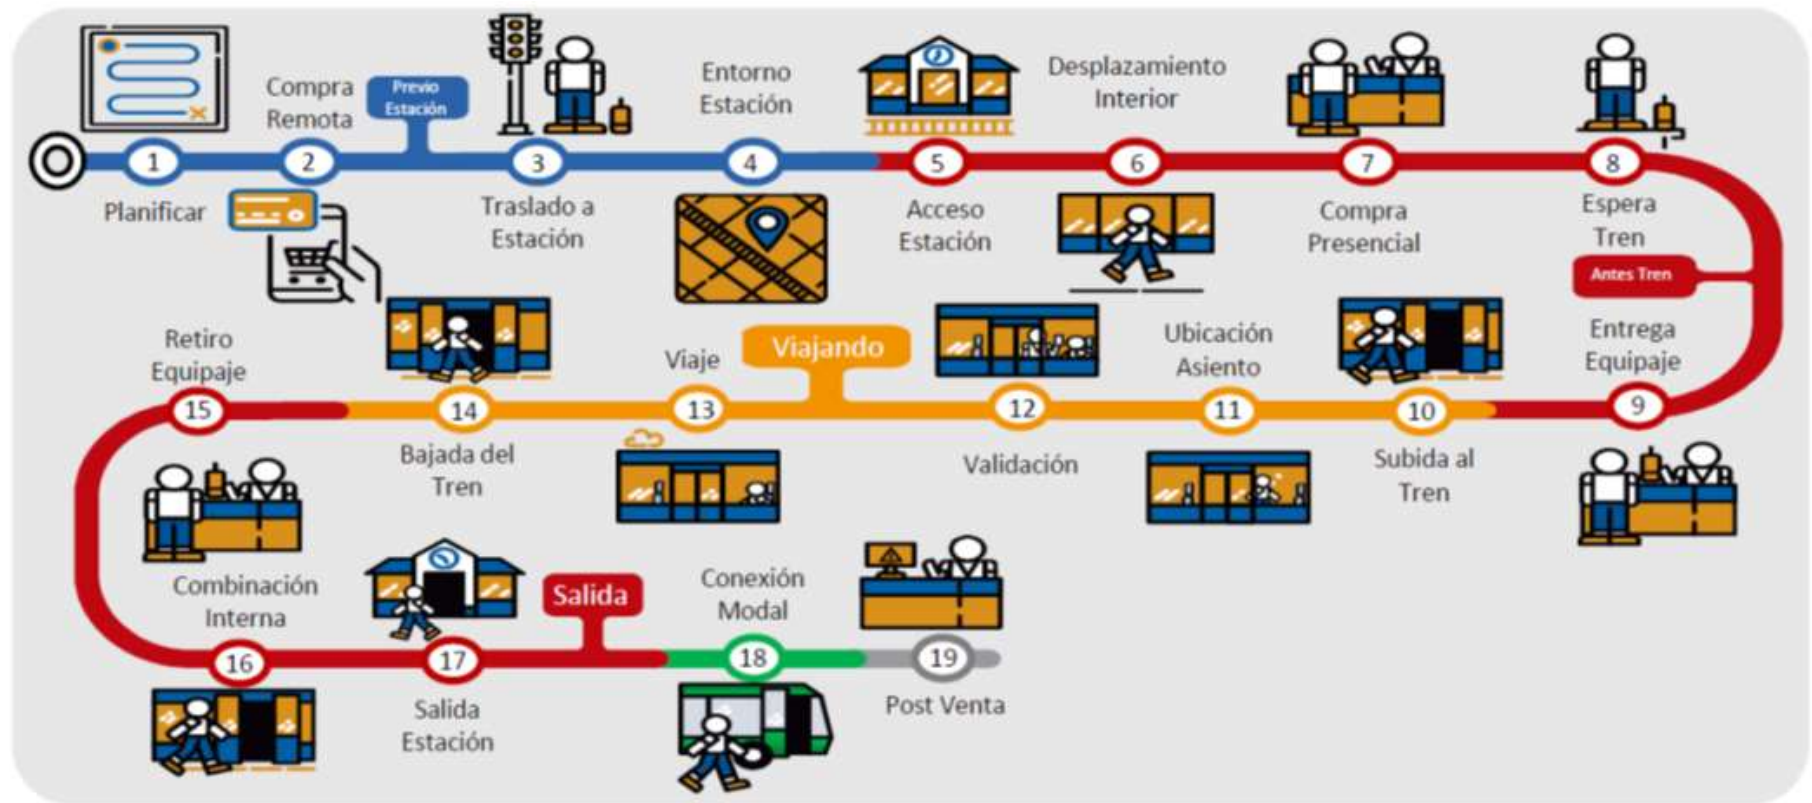 Compra
Remota
Previo
Estación
Entorno
Estación
Desplazamiento
Interior
1
2
3
4
5
6
7
8
Planificar
Traslado a
Estación
Acceso
Estación
Compra
Presencial
Espera
Tren
Antes Tren
Retiro
Equipaje
Viaje
Viajando
Ubicación
Asiento
Entrega
Equipaje
15
14
13
12
11
10
9
Bajada del
Tren
Validación
Subida al
Tren
Combinación
Interna
Salida
Conexión
Modal
16
17
18
19
Salida
Estación
Post Venta